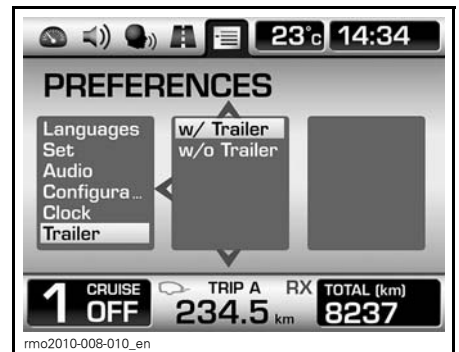 23°c 14:34
PREFERENCES
Languages
Set
Audio
Configura...
Clock
Trailer
w/ Trailer
w/o Trailer
1 CRUISE OFF
TRIP A RX
234.5 km
TOTAL (km)
8237
rmo2010-008-010_en